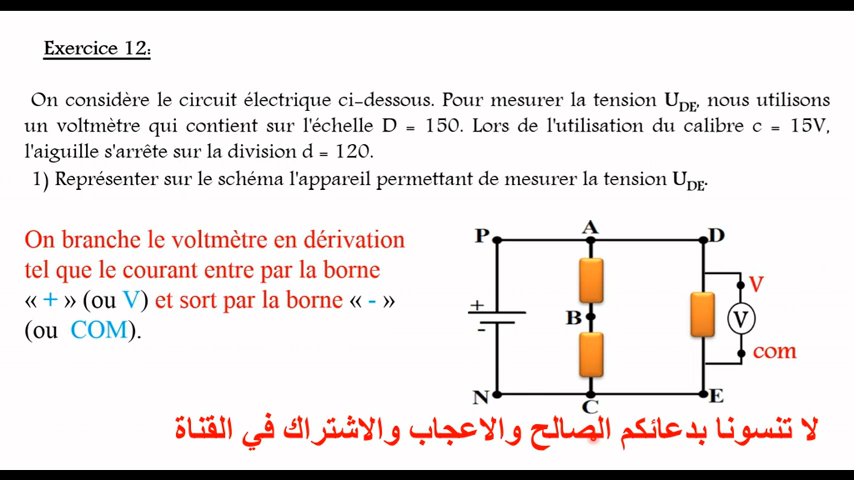 Exercice 12:
On considère le circuit électrique ci-dessous. Pour mesurer la tension U_DE, nous utilisons
un voltmètre qui contient sur l'échelle D = 150. Lors de l'utilisation du calibre c = 15V,
l'aiguille s'arrête sur la division d = 120.
1) Représenter sur le schéma l'appareil permettant de mesurer la tension U_DE.
On branche le voltmètre en dérivation
tel que le courant entre par la borne
« + » (ou V) et sort par la borne « - »
(ou COM).
P
A
D
+
-
B
V
V
com
N
C
E
لا تنسونا بدعائكم الصالح والاعجاب والاشتراك في القناة